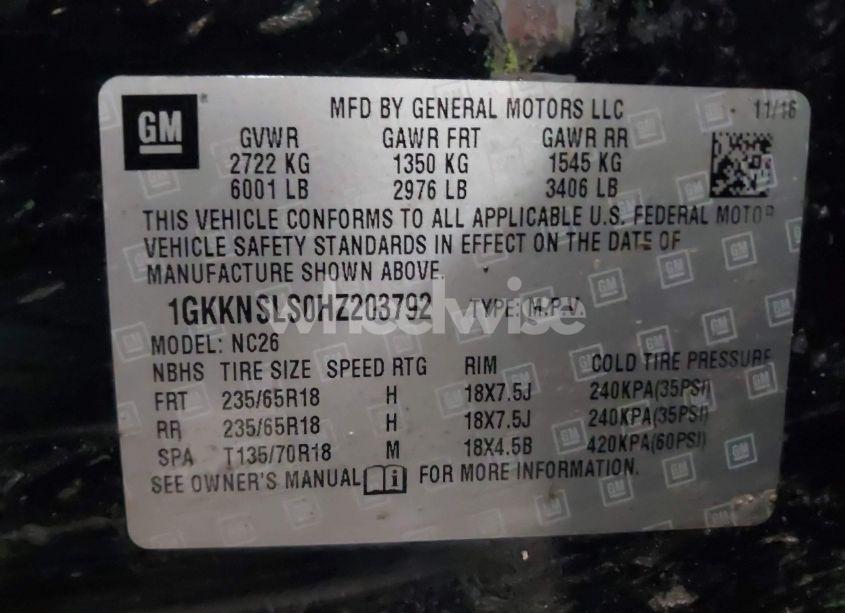 GM
MFD BY GENERAL MOTORS LLC 11/16
GVWR GAWR FRT GAWR RR
2722 KG 1350 KG 1545 KG
6001 LB 2976 LB 3406 LB
THIS VEHICLE CONFORMS TO ALL APPLICABLE U.S. FEDERAL MOTOR
VEHICLE SAFETY STANDARDS IN EFFECT ON THE DATE OF
MANUFACTURE SHOWN ABOVE.
1GKKNSLS0HZ203792 TYPE: M.P.V.
wheelwise
MODEL: NC26
NBHS TIRE SIZE SPEED RTG RIM COLD TIRE PRESSURE
FRT 235/65R18 H 18X7.5J 240KPA(35PSI)
RR 235/65R18 H 18X7.5J 240KPA(35PSI)
SPA T135/70R18 M 18X4.5B 420KPA(60PSI)
SEE OWNER'S MANUAL i FOR MORE INFORMATION.